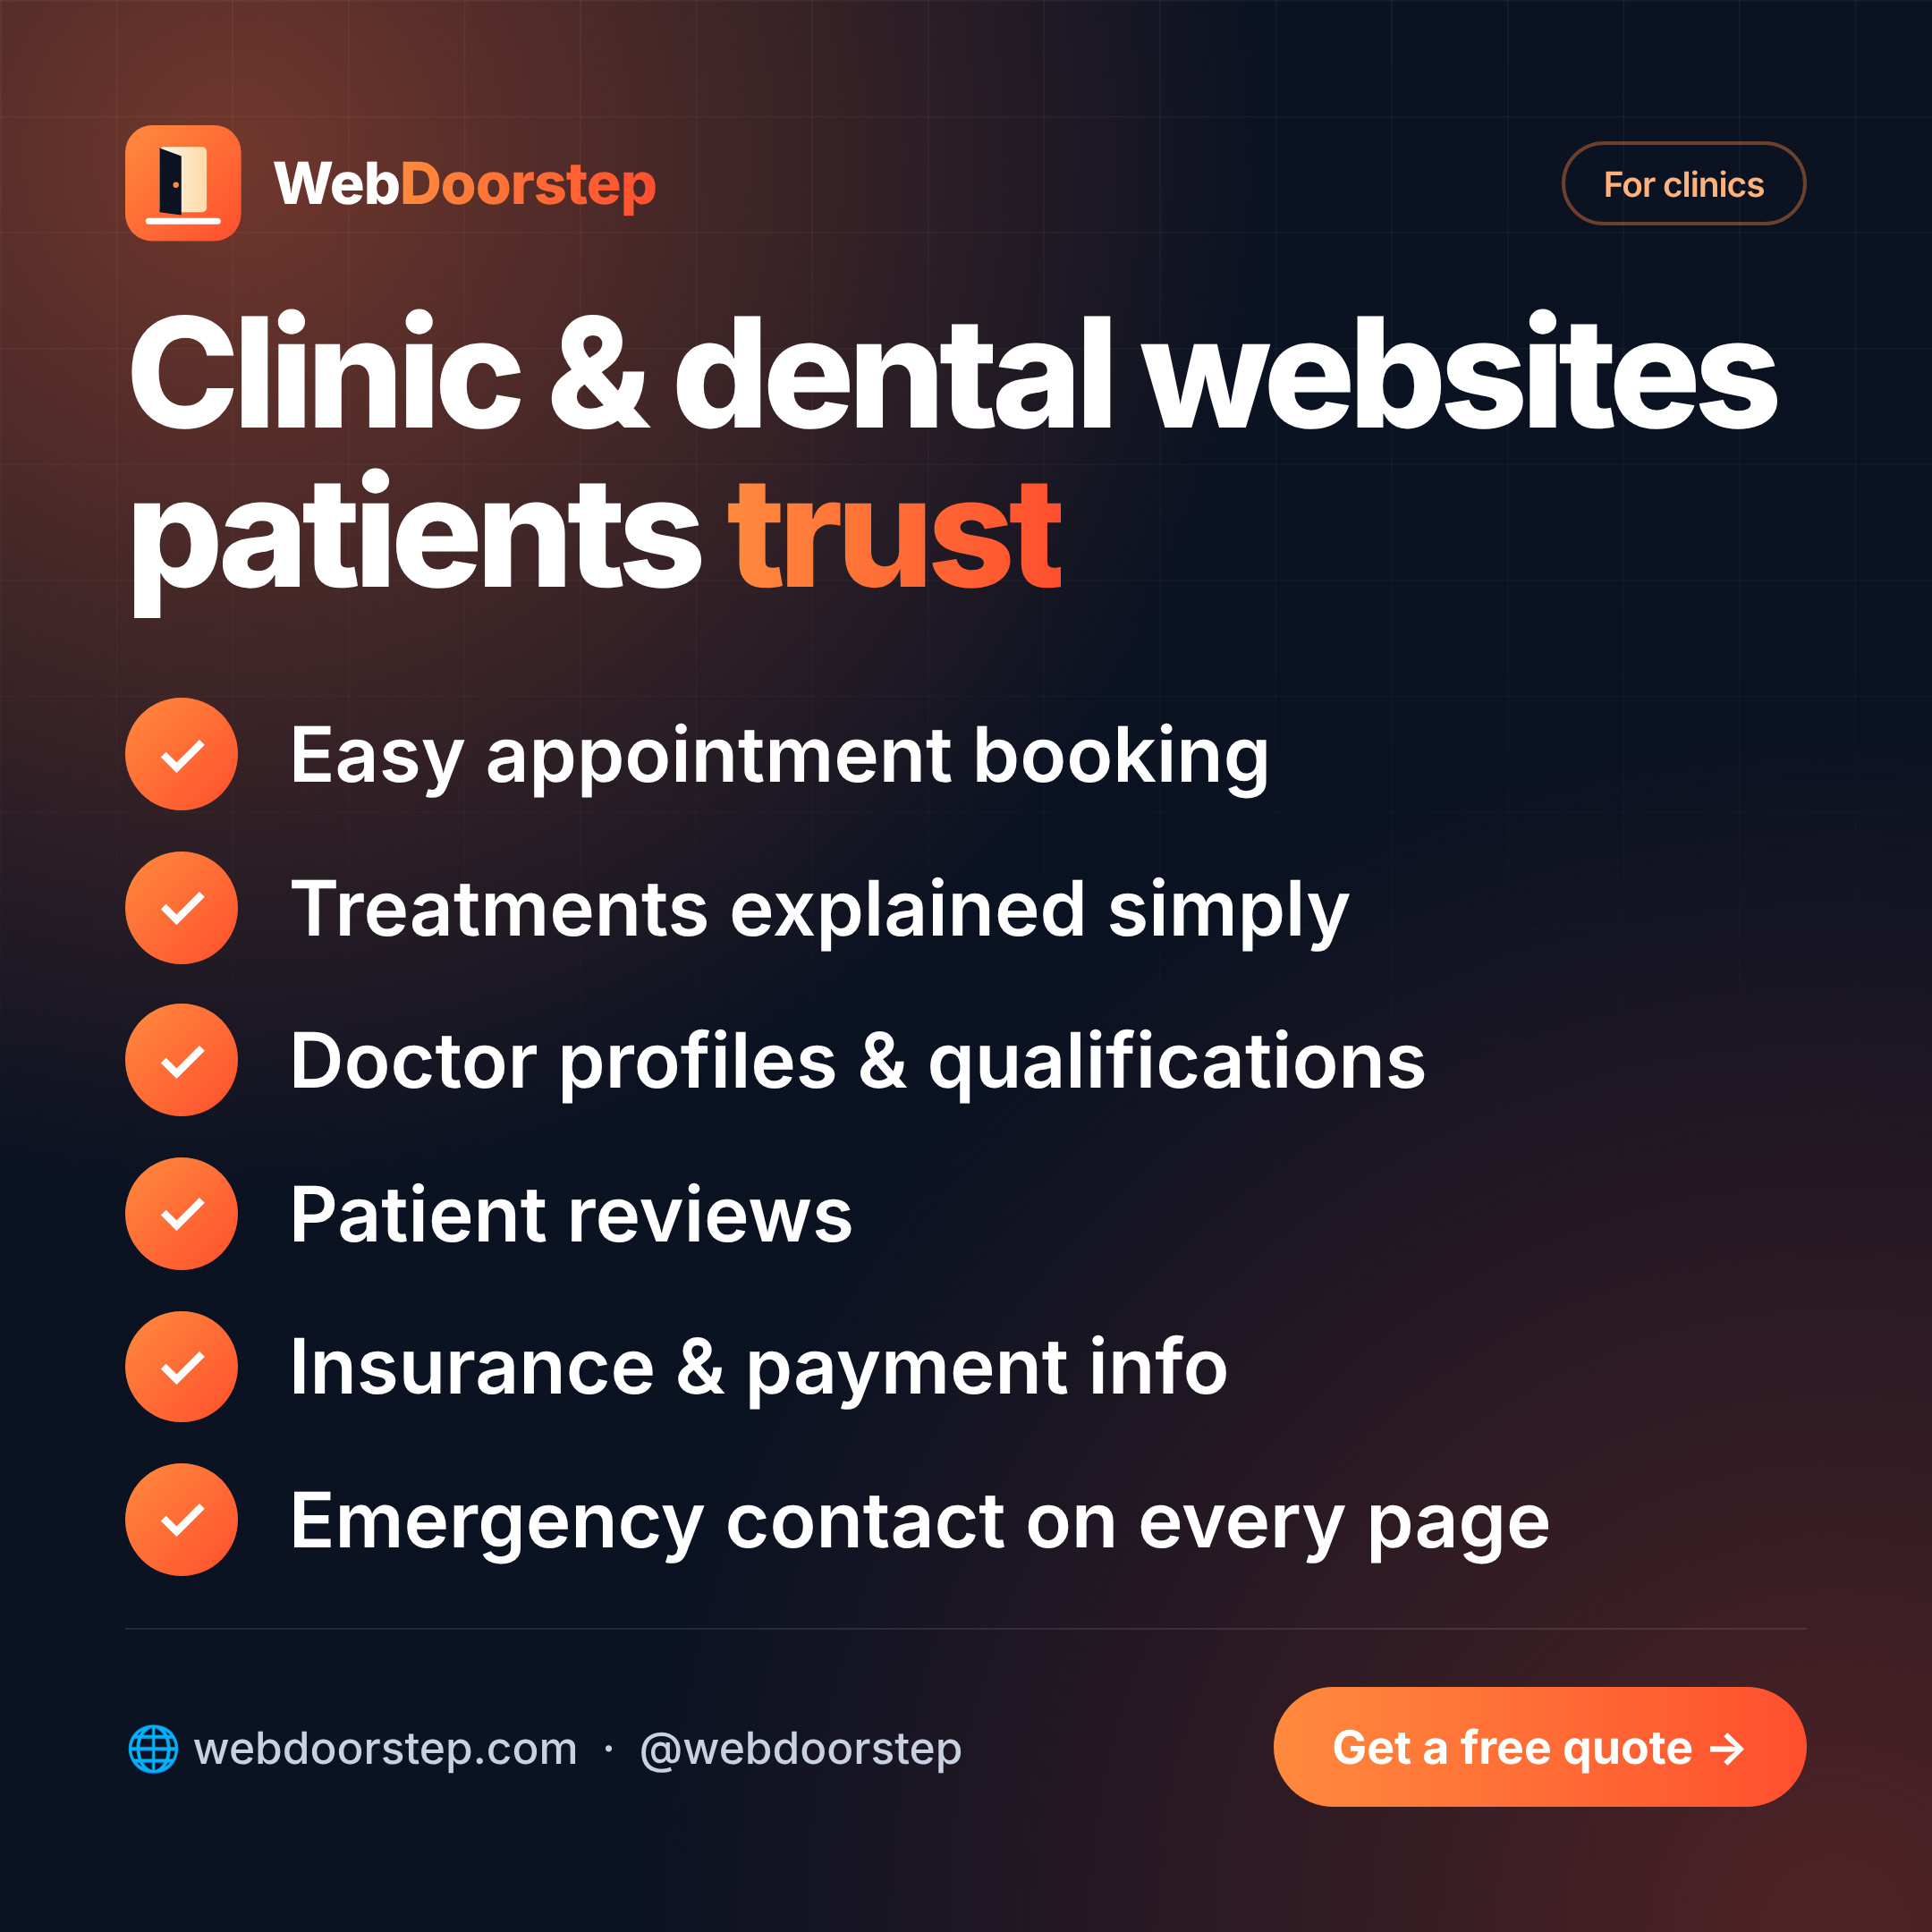 WebDoorstep
For clinics
Clinic & dental websites
patients trust
Easy appointment booking
Treatments explained simply
Doctor profiles & qualifications
Patient reviews
Insurance & payment info
Emergency contact on every page
webdoorstep.com · @webdoorstep
Get a free quote →